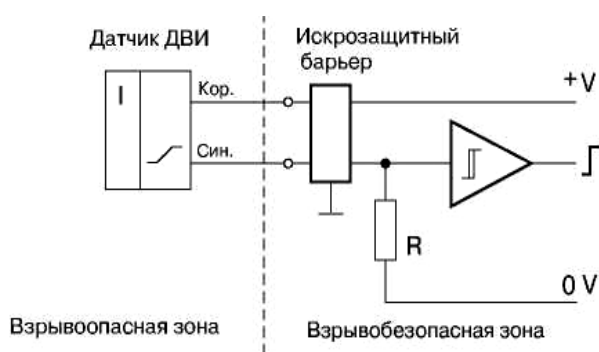 Датчик ДВИ
Искрозащитный
барьер
I
Кор.
+V
Син.
R
0 V
Взрывоопасная зона
Взрывобезопасная зона